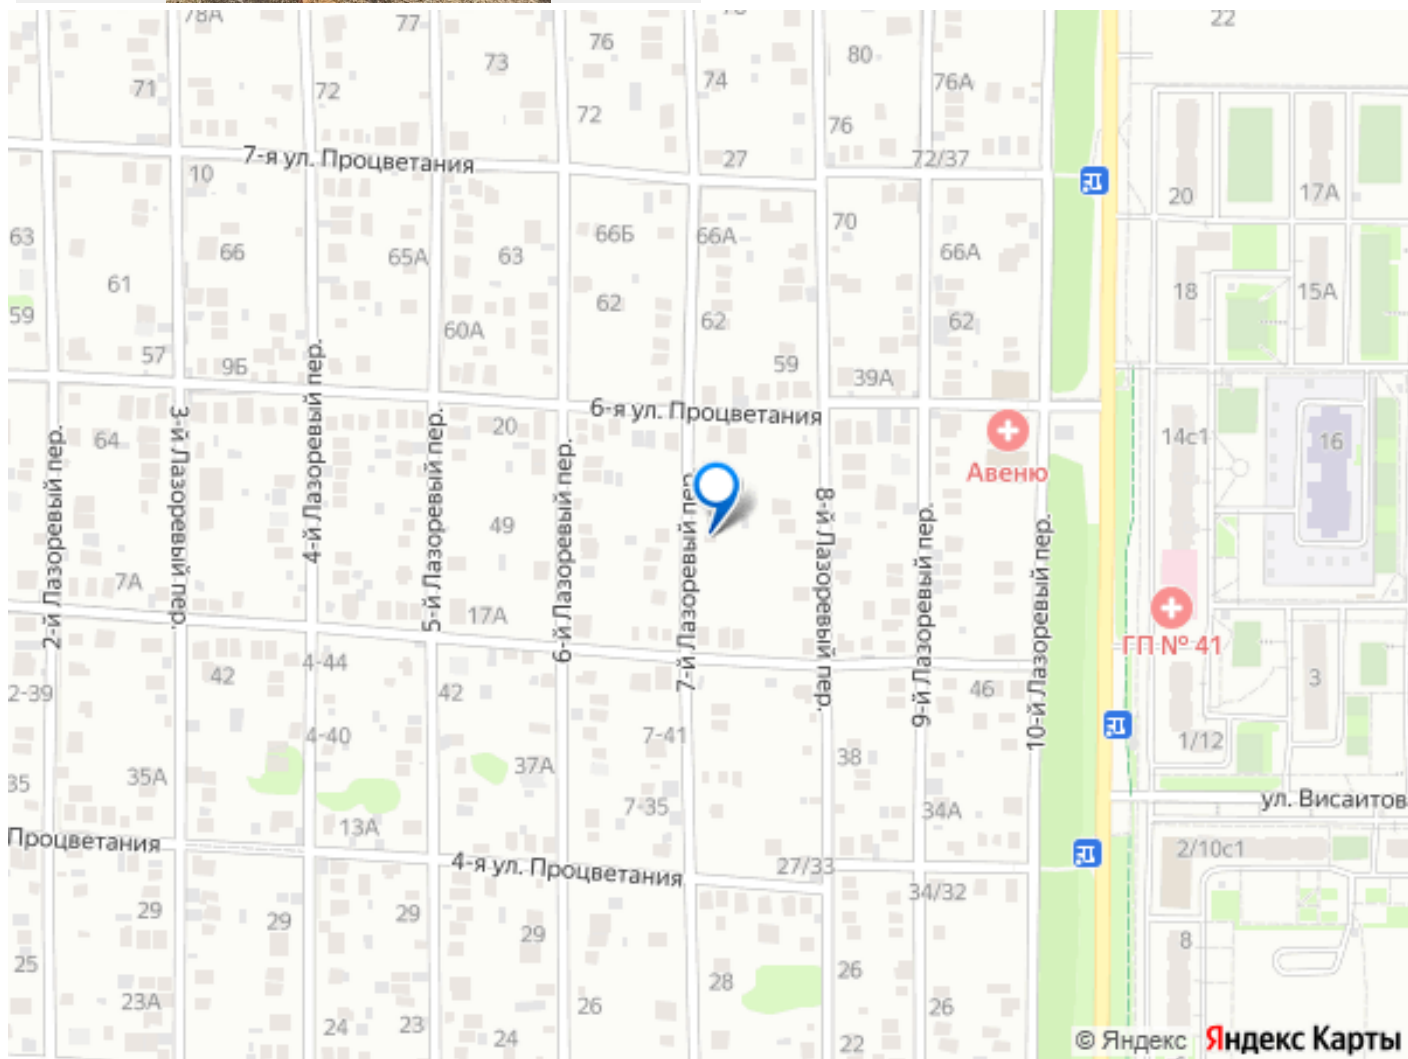 78А
77
76
22
73
80
71
72
74
76А
72
76
7-я ул. Процветания
27
72/37
10
20
17А
63
66
65А
63
66Б
66А
70
66А
61
62
62
62
18
15А
59
57
9Б
60А
59
39А
6-я ул. Процветания
64
20
14с1
16
Авеню
2-й Лазоревый пер.
3-й Лазоревый пер.
4-й Лазоревый пер.
5-й Лазоревый пер.
6-й Лазоревый пер.
7-й Лазоревый пер.
8-й Лазоревый пер.
9-й Лазоревый пер.
10-й Лазоревый пер.
49
7А
17А
ГП № 41
2-39
42
4-44
42
46
3
4-40
7-41
38
1/12
35
35А
37А
7-35
34А
ул. Висаитов
13А
Процветания
4-я ул. Процветания
27/33
34/32
2/10с1
29
29
29
29
8
25
23А
24
23
24
26
28
26
26
22
© Яндекс Яндекс Карты